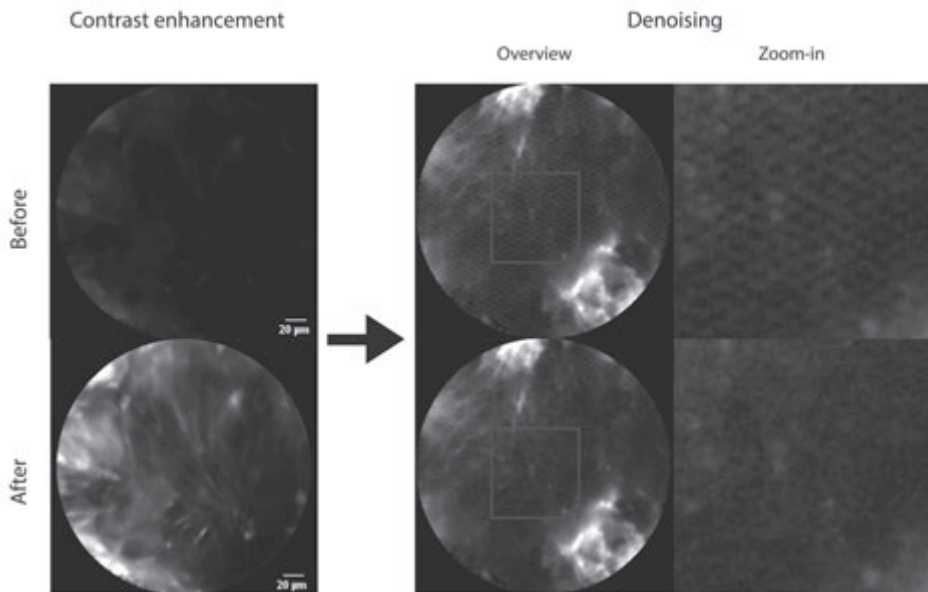 Contrast enhancement
Denoising
Overview
Zoom-in
Before
20 µm
After
20 µm